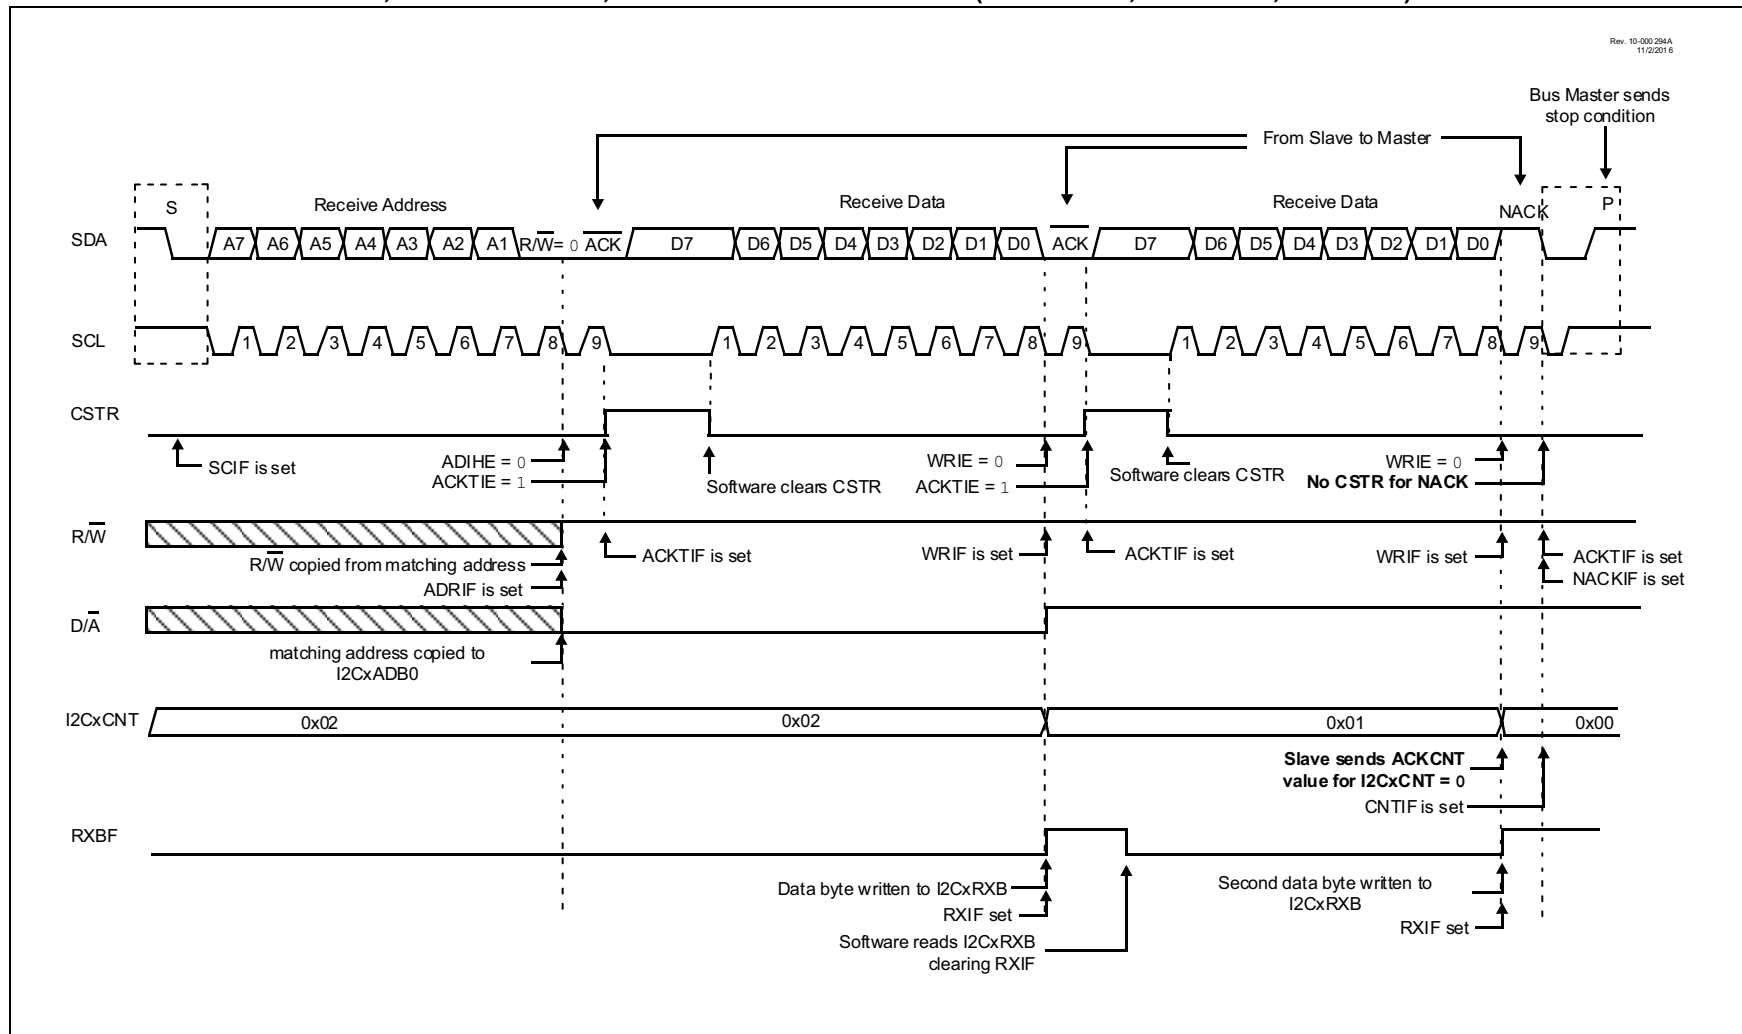 Rev. 10-000 294A
11/2/2016
Bus Master sends
stop condition
From Slave to Master
S
Receive Address
Receive Data
Receive Data
NACK
P
SDA
A7 A6 A5 A4 A3 A2 A1 R/W= 0 ACK D7 D6 D5 D4 D3 D2 D1 D0 ACK D7 D6 D5 D4 D3 D2 D1 D0
SCL
1 2 3 4 5 6 7 8 9 1 2 3 4 5 6 7 8 9 1 2 3 4 5 6 7 8 9
CSTR
SCIF is set
ADIHE = 0
ACKTIE = 1
Software clears CSTR
WRIE = 0
ACKTIE = 1
Software clears CSTR
WRIE = 0
No CSTR for NACK
R/W
R/W copied from matching address
ADRIF is set
ACKTIF is set
WRIF is set
ACKTIF is set
WRIF is set
ACKTIF is set
NACKIF is set
D/A
matching address copied to
I2CxADB0
I2CxCNT
0x02
0x02
0x01
0x00
Slave sends ACKCNT
value for I2CxCNT = 0
CNTIF is set
RXBF
Data byte written to I2CxRXB
RXIF set
Software reads I2CxRXB
clearing RXIF
Second data byte written to
I2CxRXB
RXIF set